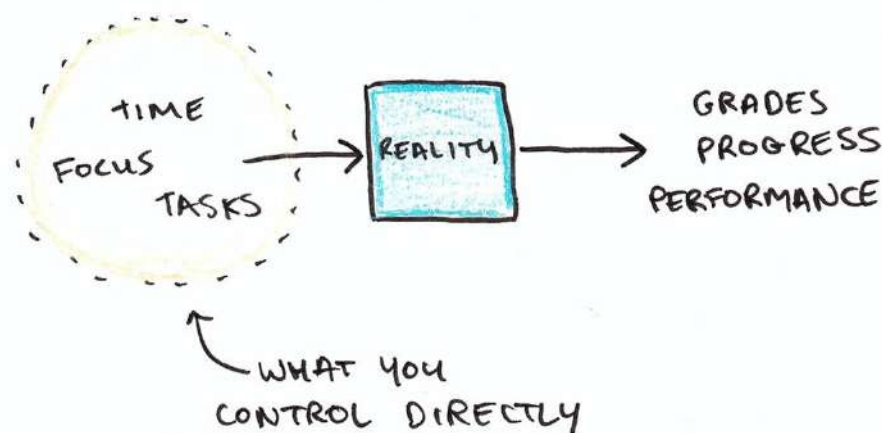 TIME
FOCUS
TASKS
REALITY
GRADES
PROGRESS
PERFORMANCE
WHAT YOU
CONTROL DIRECTLY